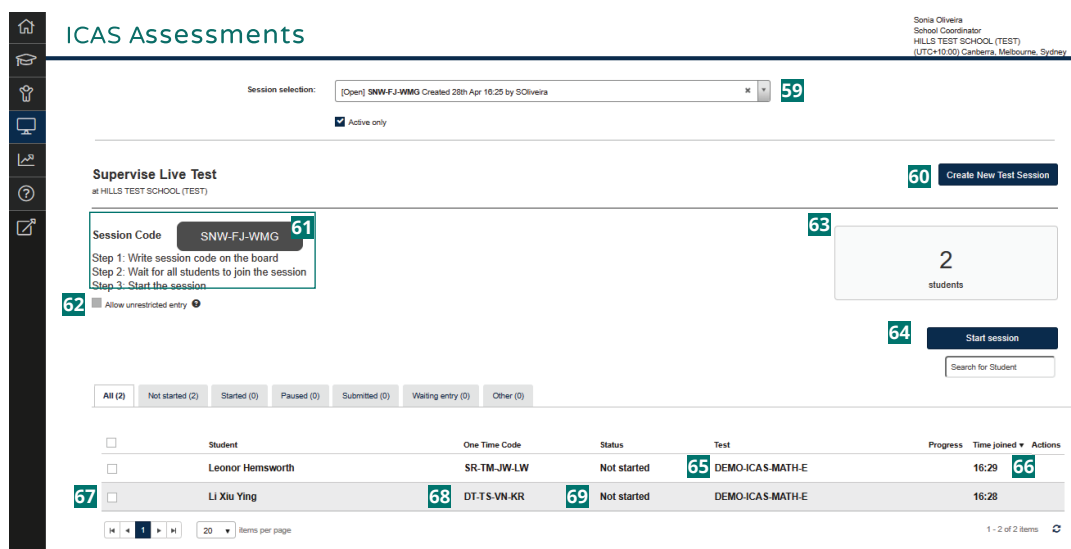 ICAS Assessments
Sonia Oliveira
School Coordinator
HILLS TEST SCHOOL (TEST)
(UTC+10:00) Canberra, Melbourne, Sydney
Session selection:
[Open] SNW-FJ-WMG Created 28th Apr 16:25 by SOliveira
59
Active only
Supervise Live Test
at HILLS TEST SCHOOL (TEST)
60
Create New Test Session
Session Code
SNW-FJ-WMG
61
Step 1: Write session code on the board
Step 2: Wait for all students to join the session
Step 3: Start the session
62
Allow unrestricted entry
63
2
students
64
Start session
Search for Student
All (2) Not started (2) Started (0) Paused (0) Submitted (0) Waiting entry (0) Other (0)
Student One Time Code Status Test Progress Time joined Actions
Leonor Hemsworth SR-TM-JW-LW Not started 65 DEMO-ICAS-MATH-E 16:29 66
67 Li Xiu Ying 68 DT-TS-VN-KR 69 Not started DEMO-ICAS-MATH-E 16:28
1 20 items per page 1 - 2 of 2 items